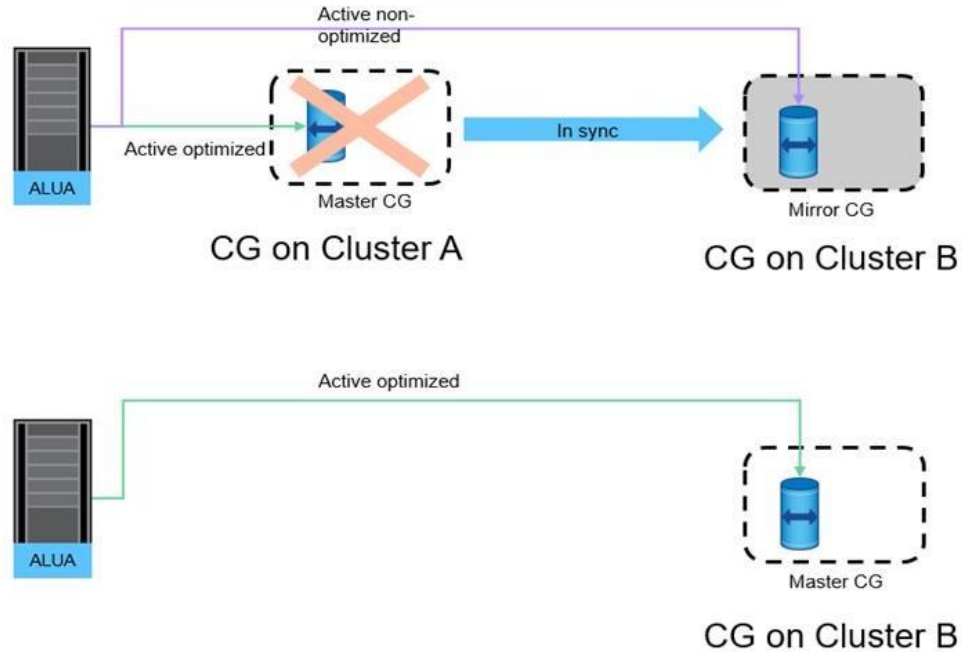 Active non-
optimized
Active optimized
In sync
ALUA
Master CG
Mirror CG
CG on Cluster A
CG on Cluster B
Active optimized
ALUA
Master CG
CG on Cluster B